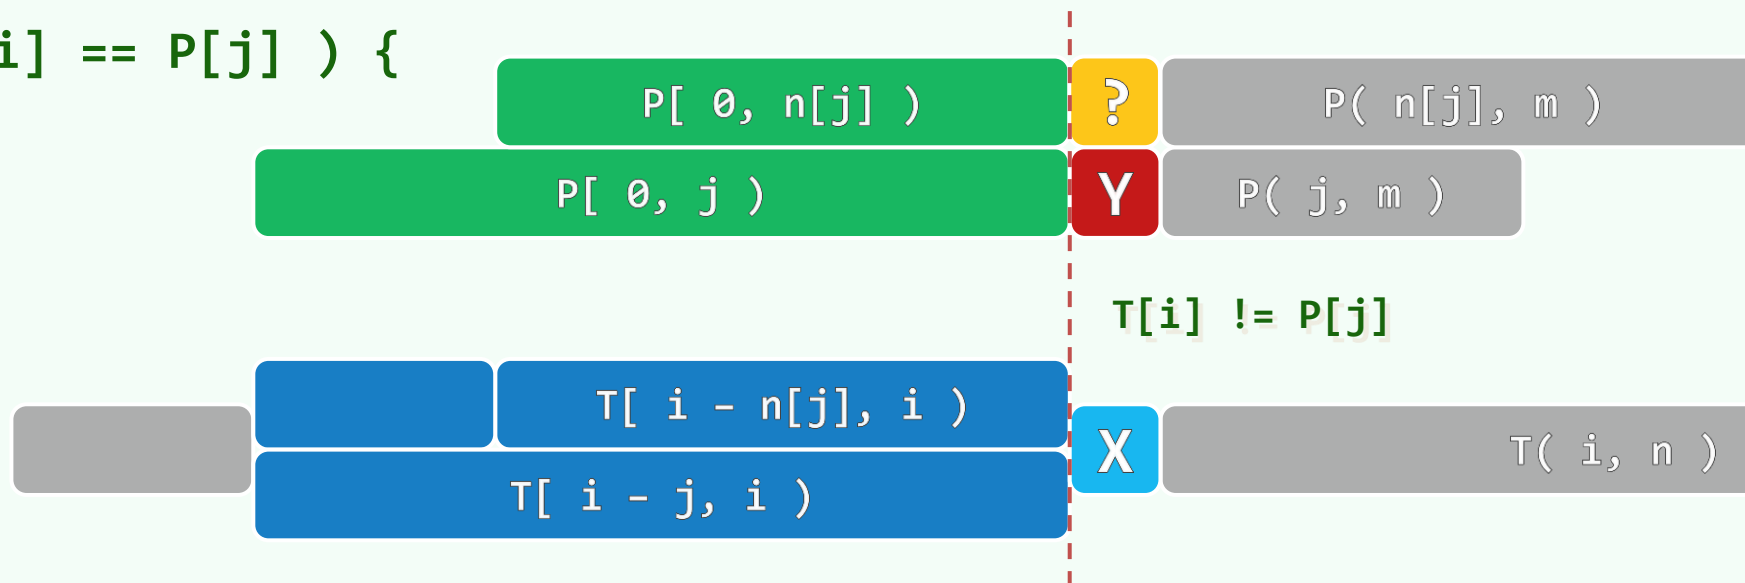 i] == P[j] ) {
P[ 0, n[j] ) ? P( n[j], m )
P[ 0, j ) Y P( j, m )
T[i] != P[j]
T[ i - n[j], i )
X T( i, n )
T[ i - j, i )